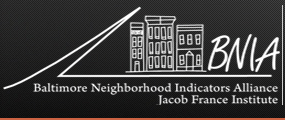 BNIA
Baltimore Neighborhood Indicators Alliance
Jacob France Institute